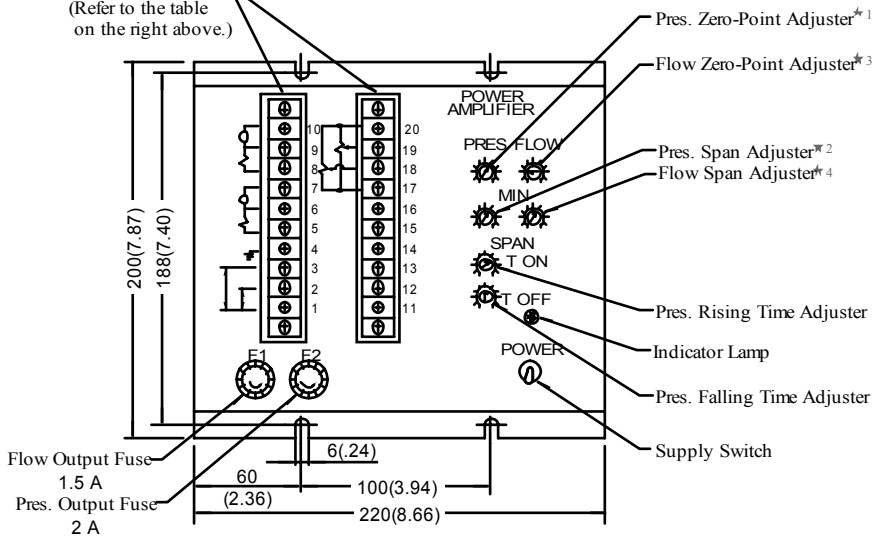 (Refer to the table
on the right above.)
Pres. Zero-Point Adjuster★1
Flow Zero-Point Adjuster★3
Pres. Span Adjuster★2
Flow Span Adjuster★4
Pres. Rising Time Adjuster
Indicator Lamp
Pres. Falling Time Adjuster
Supply Switch
POWER
AMPLIFIER
PRES FLOW
MIN
SPAN
T ON
T OFF
POWER
10
9
8
7
6
5
4
3
2
1
20
19
18
17
16
15
14
13
12
11
F1 F2
200(7.87)
188(7.40)
Flow Output Fuse
1.5 A
Pres. Output Fuse
2 A
6(.24)
60
(2.36)
100(3.94)
220(8.66)